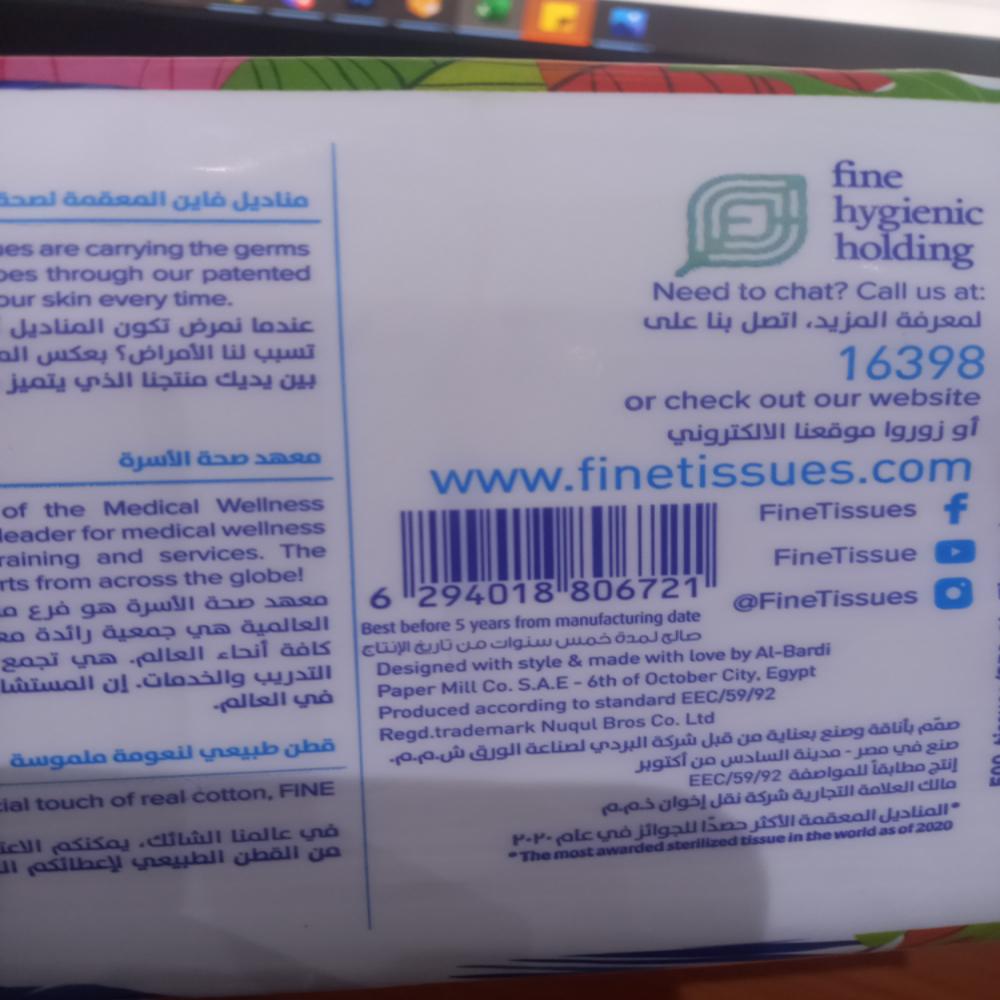 مناديل فاين المعقمة لصحة
are carrying the germs
through our patented
our skin every time.
عندما نمرض تكون المناديل
تسبب لنا الأمراض؟ بعكس
بين يديك منتجنا الذي يتميز
معهد صحة الأسرة
of the Medical Wellness
leader for medical wellness
training and services. The
from across the globe!
معهد صحة الأسرة هو فرع
العالمية هي جمعية رائدة
كافة أنحاء العالم. هي تجمع
التدريب والخدمات. إن
في العالم.
قطن طبيعي لنعومة ملموسة
touch of real cotton, FINE
في عالمنا الشائك، يمكنكم
من القطن الطبيعي لإعطائكم
fine
hygienic
holding
Need to chat? Call us at:
لمعرفة المزيد، اتصل بنا على
16398
or check out our website
أو زوروا موقعنا الالكتروني
www.finetissues.com
FineTissues
FineTissue
@FineTissues
6 294018 806721
Best before 5 years from manufacturing date
صالح لمدة خمس سنوات من تاريخ الإنتاج
Designed with style & made with love by Al-Bardi
Paper Mill Co. S.A.E - 6th of October City, Egypt
Produced according to standard EEC/59/92
Regd.trademark Nuqul Bros Co. Ltd
صمّم بأناقة وصنع بعناية من قبل شركة البردي لصناعة الورق ش.م.م.
صنع في مصر - مدينة السادس من أكتوبر
إنتج مطابقاً للمواصفة EEC/59/92
مالك العلامة التجارية شركة نقل إخوان ذ.م.م
*المناديل المعقمة الأكثر حصدًا للجوائز في عام ٢٠٢٠
*The most awarded sterilized tissue in the world as of 2020